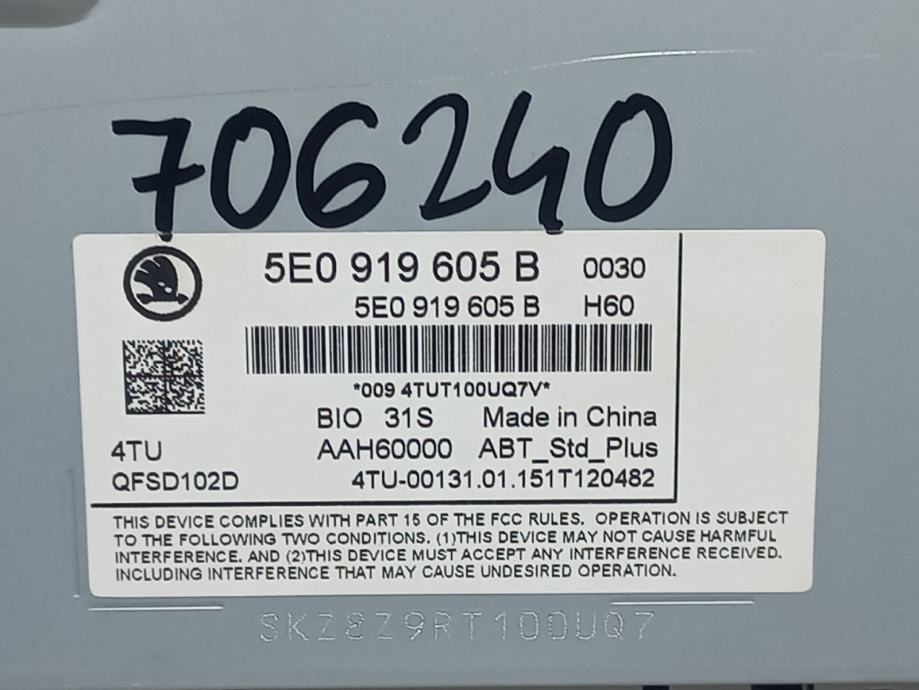 706240
5E0 919 605 B 0030
5E0 919 605 B H60
*009 4TUT100UQ7V*
BIO 31S Made in China
4TU AAH60000 ABT_Std_Plus
QFSD102D 4TU-00131.01.151T120482
THIS DEVICE COMPLIES WITH PART 15 OF THE FCC RULES. OPERATION IS SUBJECT
TO THE FOLLOWING TWO CONDITIONS. (1)THIS DEVICE MAY NOT CAUSE HARMFUL
INTERFERENCE. AND (2)THIS DEVICE MUST ACCEPT ANY INTERFERENCE RECEIVED.
INCLUDING INTERFERENCE THAT MAY CAUSE UNDESIRED OPERATION.
SKZ8Z9RT100UQ7